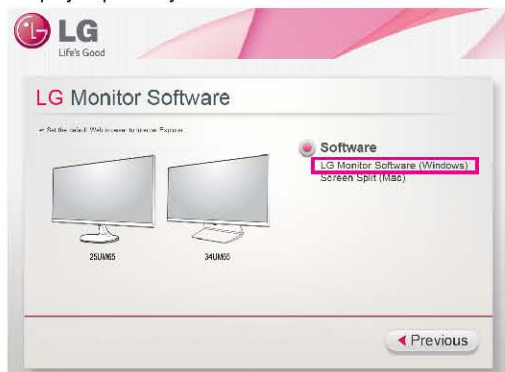 LG
Life's Good
LG Monitor Software
Set the default Web browser to Internet Explorer.
Software
LG Monitor Software (Windows)
Screen Split (Mac)
25UM65
34UM65
Previous